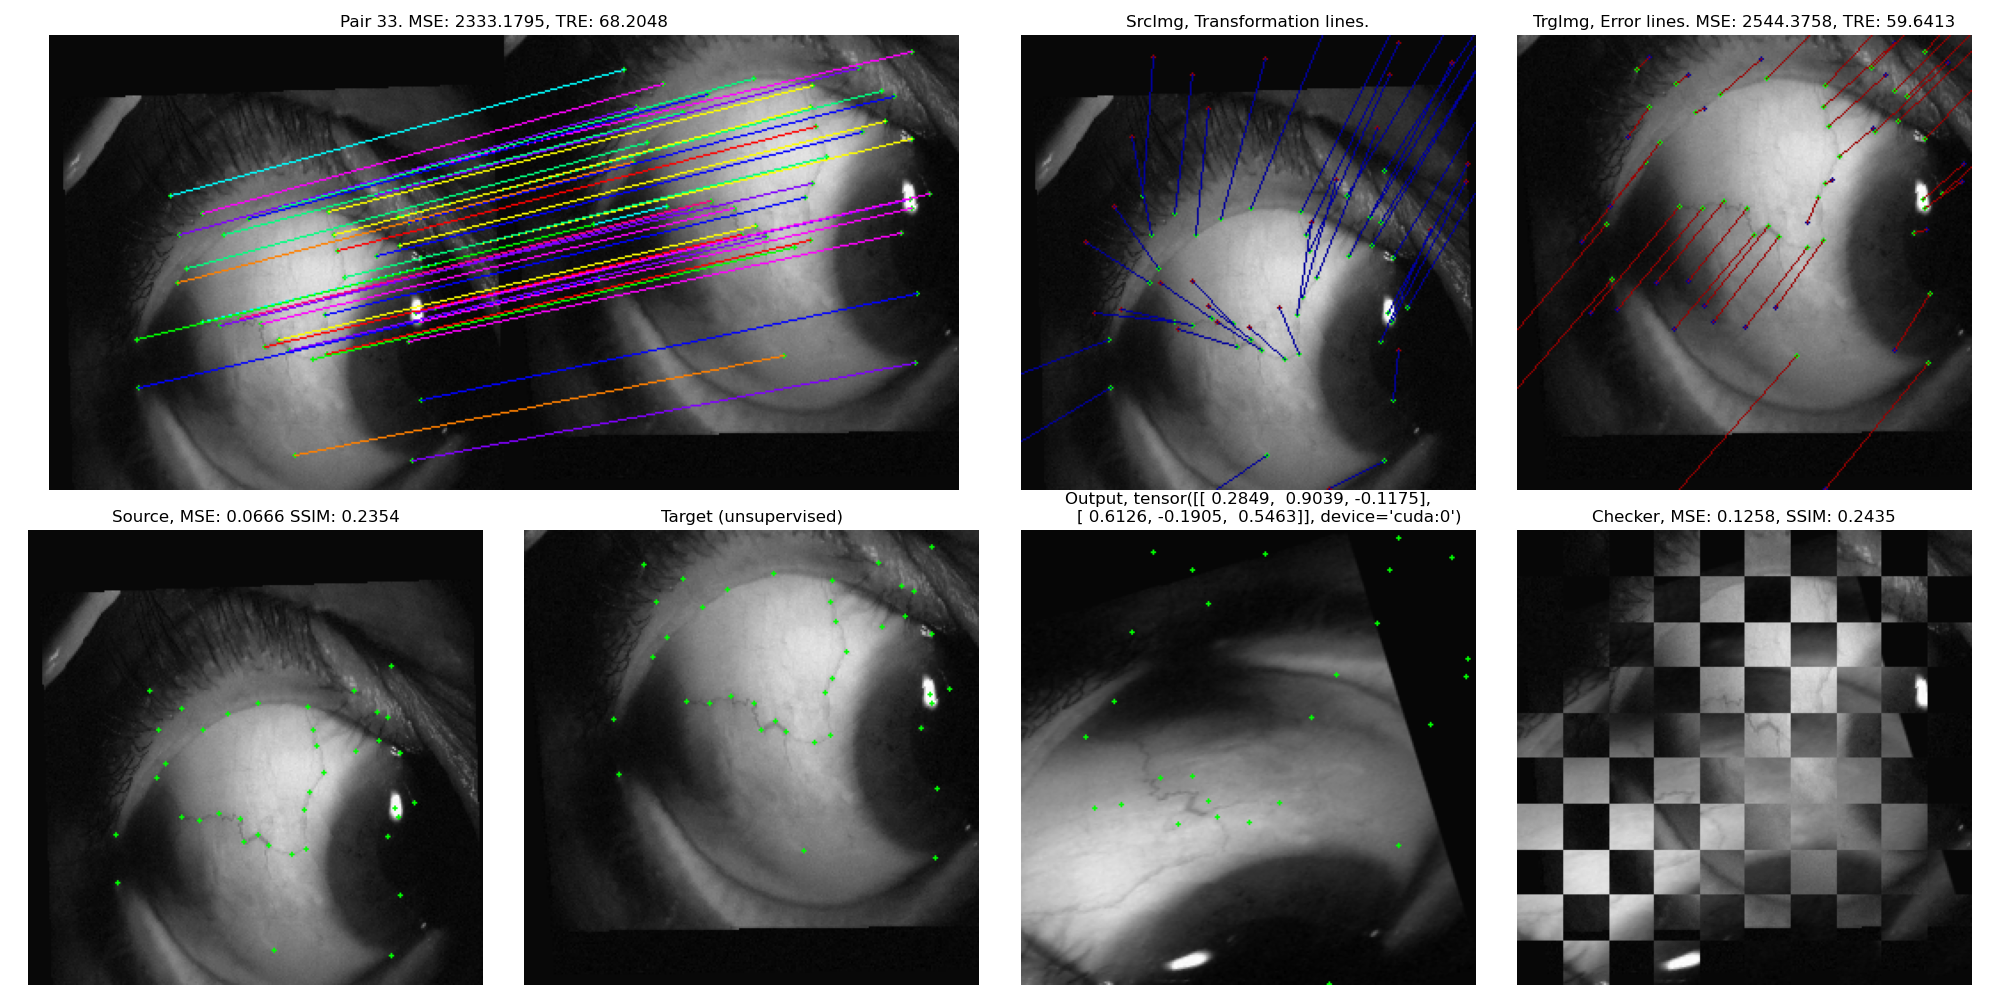 Pair 33. MSE: 2333.1795, TRE: 68.2048
SrcImg, Transformation lines.
TrgImg, Error lines. MSE: 2544.3758, TRE: 59.6413
Source, MSE: 0.0666 SSIM: 0.2354
Target (unsupervised)
Output, tensor([[ 0.2849,  0.9039, -0.1175],
[ 0.6126, -0.1905,  0.5463]], device='cuda:0')
Checker, MSE: 0.1258, SSIM: 0.2435